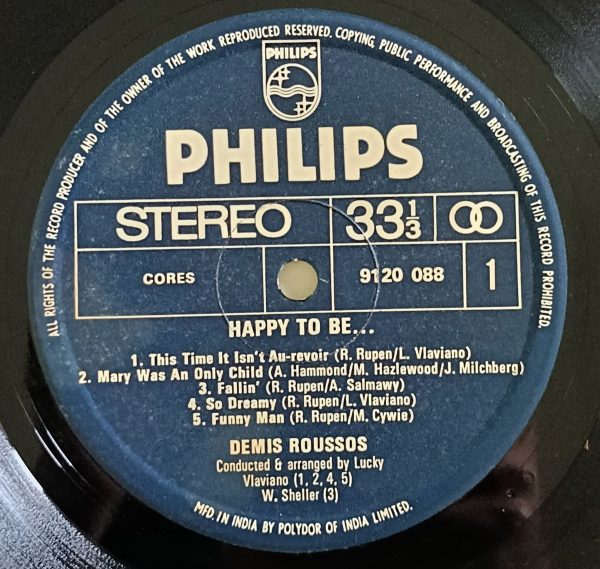 ALL RIGHTS OF THE RECORD PRODUCER AND OF THE OWNER OF THE WORK REPRODUCED RESERVED. COPYING, PUBLIC PERFORMANCE AND BROADCASTING OF THIS RECORD PROHIBITED.
PHILIPS
PHILIPS
STEREO 33⅓
CORES 9120 088 1
HAPPY TO BE...
1. This Time It Isn't Au-revoir (R. Rupen/L. Vlaviano)
2. Mary Was An Only Child (A. Hammond/M. Hazlewood/J. Milchberg)
3. Fallin' (R. Rupen/A. Salmawy)
4. So Dreamy (R. Rupen/L. Vlaviano)
5. Funny Man (R. Rupen/M. Cywie)
DEMIS ROUSSOS
Conducted & arranged by Lucky
Vlaviano (1, 2, 4, 5)
W. Sheller (3)
MFD. IN INDIA BY POLYDOR OF INDIA LIMITED.